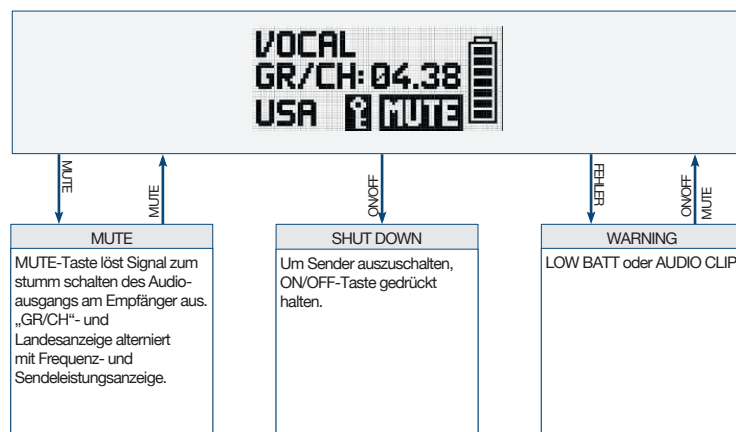 VOCAL
GR/CH: 04.38
USA MUTE
MUTE
MUTE
ON/OFF
FEHLER
ON/OFF
MUTE
MUTE
MUTE-Taste löst Signal zum
stumm schalten des Audio-
ausgangs am Empfänger aus.
„GR/CH“- und
Landesanzeige alterniert
mit Frequenz- und
Sendeleistungsanzeige.
SHUT DOWN
Um Sender auszuschalten,
ON/OFF-Taste gedrückt
halten.
WARNING
LOW BATT oder AUDIO CLIP